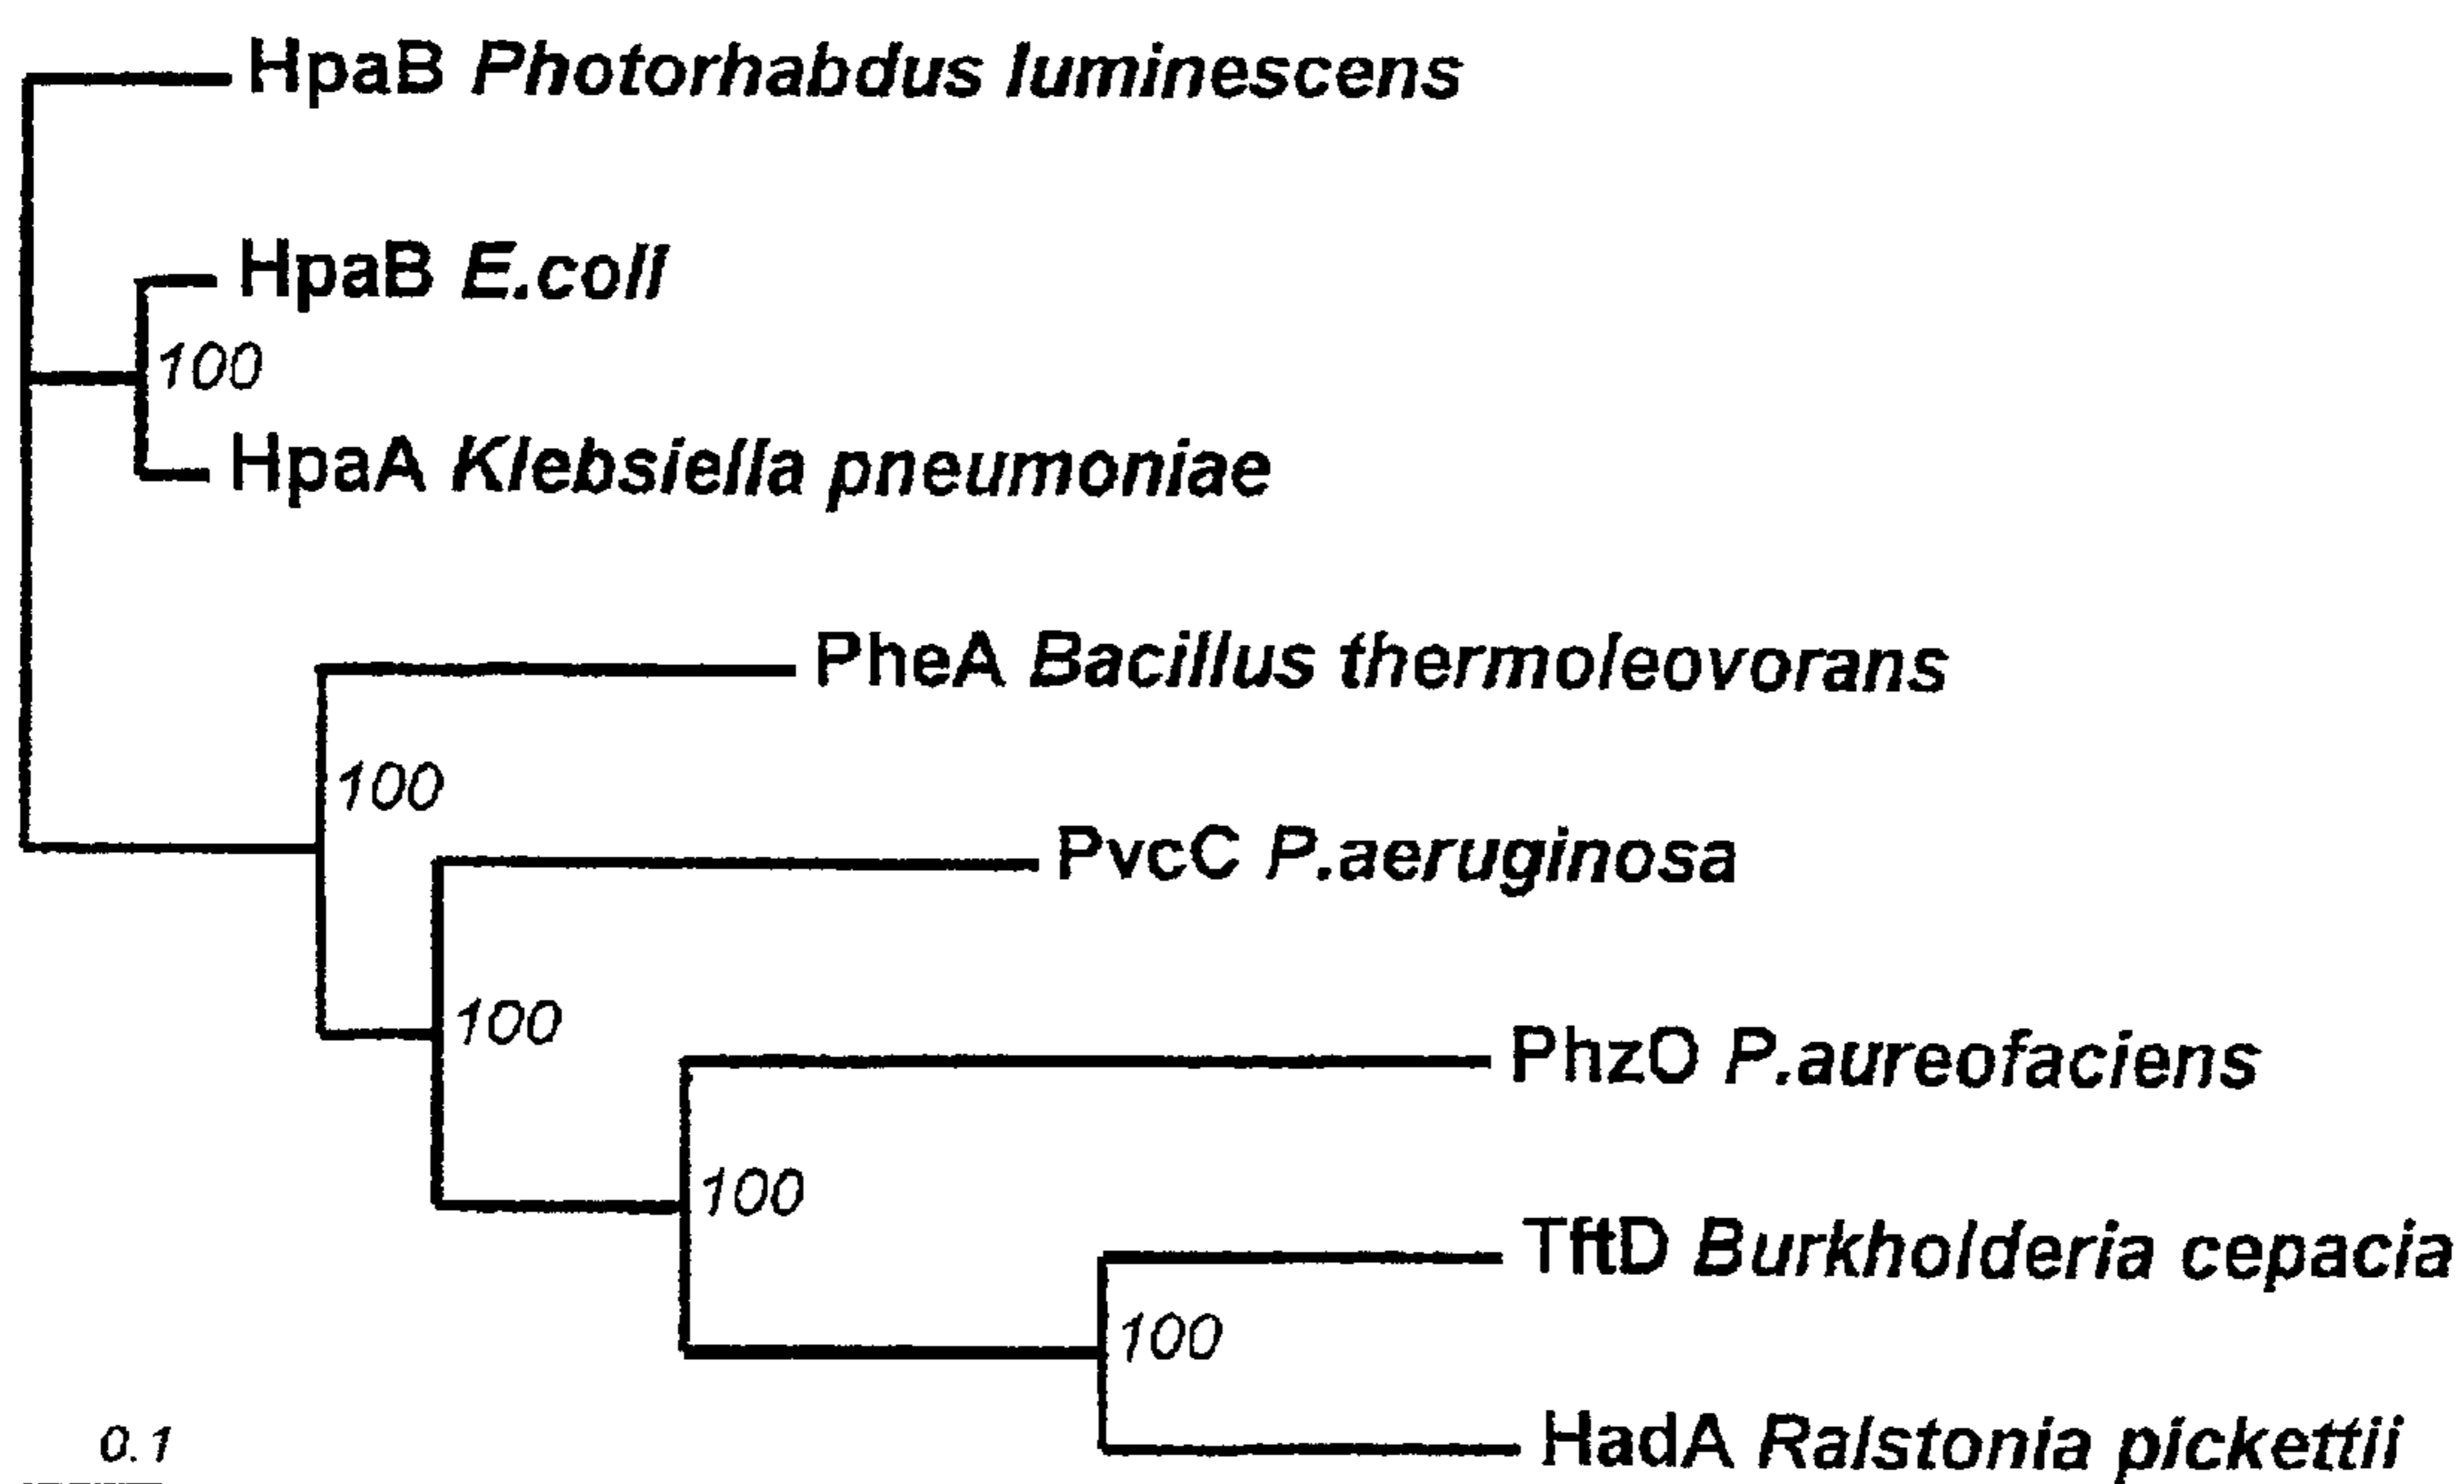 HpaB Photorhabdus luminescens
HpaB E.coli
100
HpaA Klebsiella pneumoniae
PheA Bacillus thermoleovorans
100
PvcC P.aeruginosa
100
PhzO P.aureofaciens
100
TftD Burkholderia cepacia
100
HadA Ralstonia pickettii
0.1